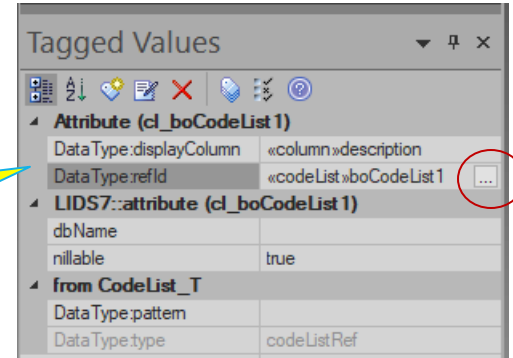 Tagged Values
Attribute (cl_boCodeList1)
DataType:displayColumn «column»description
DataType:refId «codeList»boCodeList1 ...
LIDS7::attribute (cl_boCodeList1)
dbName
nillable true
from CodeList_T
DataType:pattern
DataType:type codeListRef